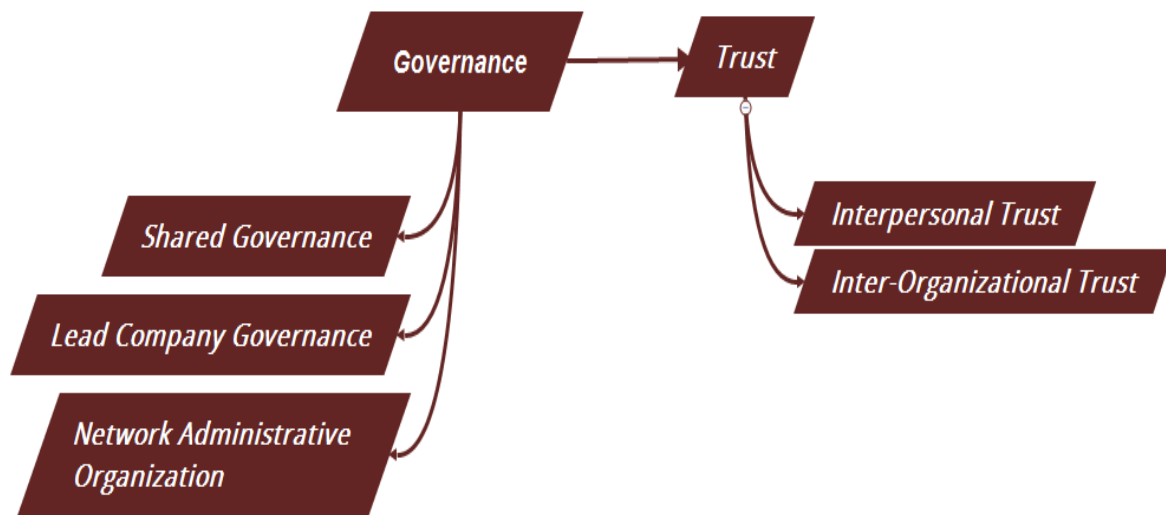 Governance
Trust
Shared Governance
Lead Company Governance
Network Administrative
Organization
Interpersonal Trust
Inter-Organizational Trust